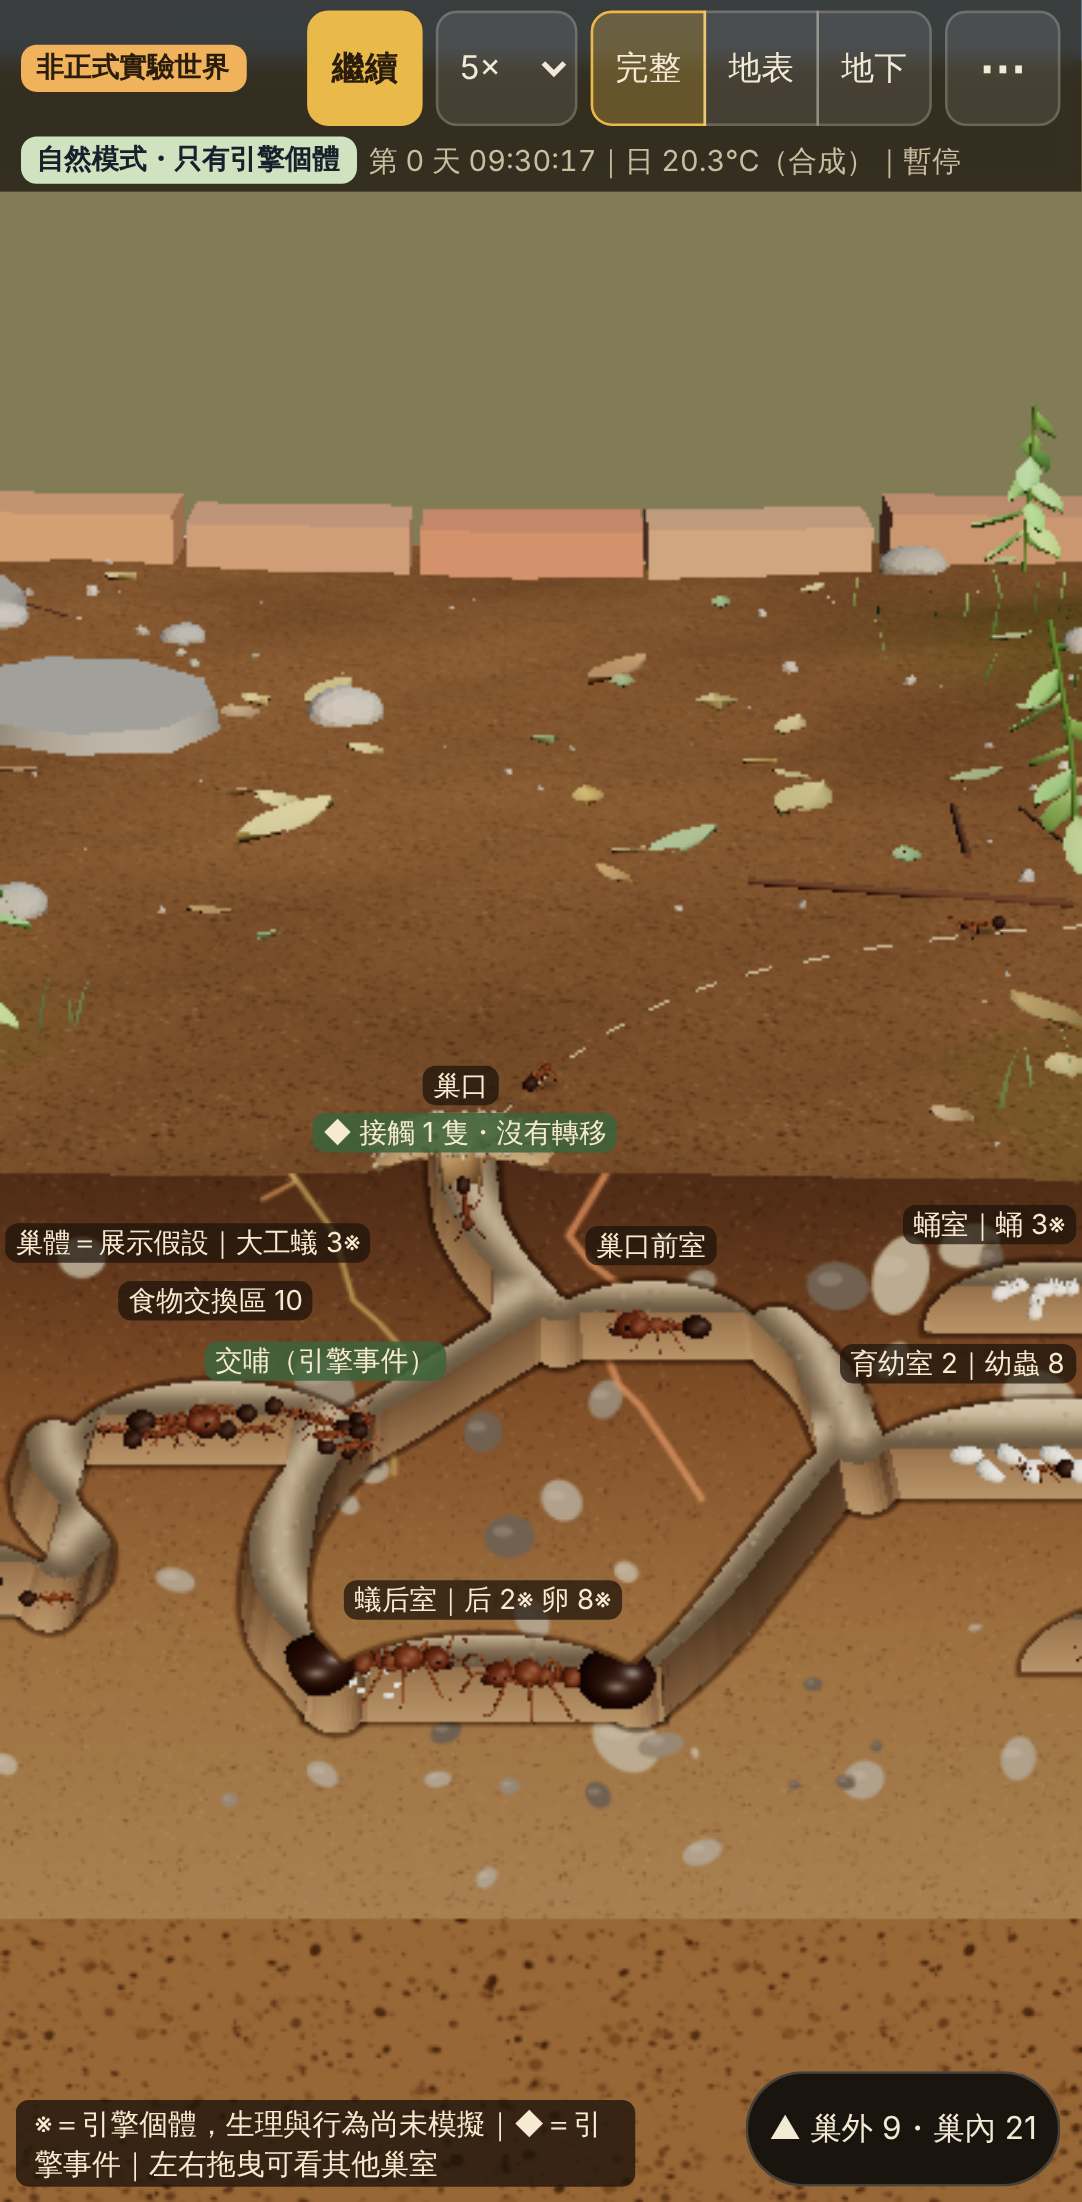 非正式實驗世界
繼續
5×
完整
地表
地下
...
自然模式・只有引擎個體
第 0 天 09:30:17｜日 20.3°C（合成）｜暫停
巢口
◆ 接觸 1 隻・沒有轉移
巢體＝展示假設｜大工蟻 3※
巢口前室
蛹室｜蛹 3※
食物交換區 10
交哺（引擎事件）
育幼室 2｜幼蟲 8
蟻后室｜后 2※ 卵 8※
※＝引擎個體，生理與行為尚未模擬｜◆＝引
擎事件｜左右拖曳可看其他巢室
▲ 巢外 9・巢內 21